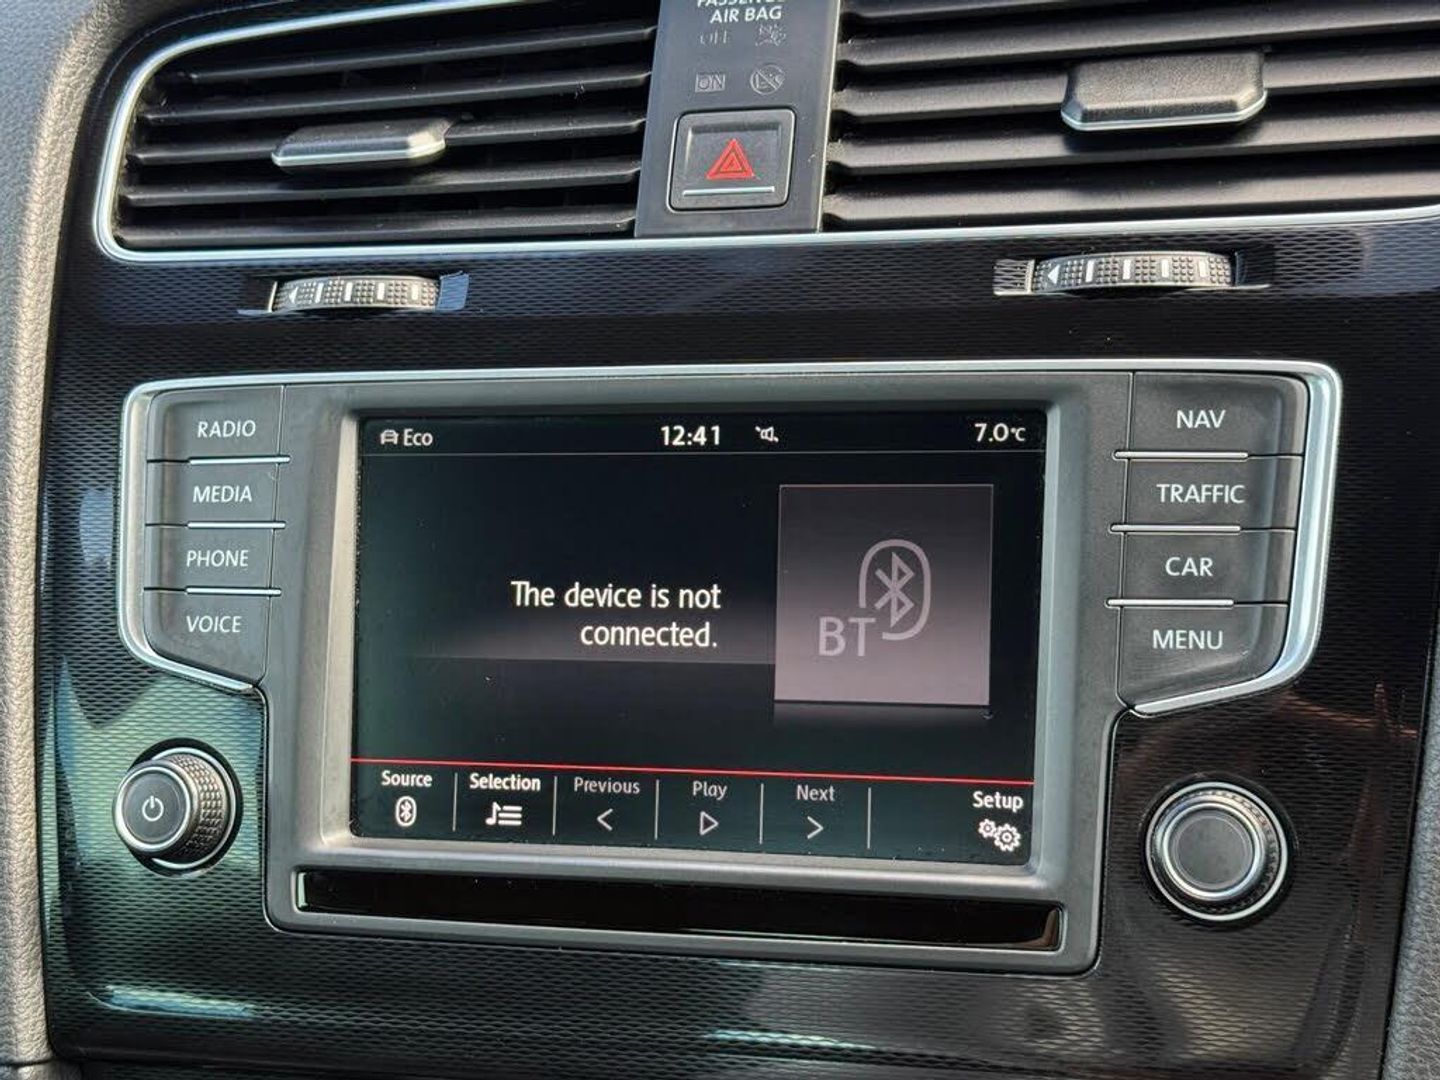 AIR BAG
OFF
ON
RADIO
MEDIA
PHONE
VOICE
NAV
TRAFFIC
CAR
MENU
Eco
12:41
7.0°C
The device is not
connected.
BT
Source
Selection
Previous
Play
Next
Setup